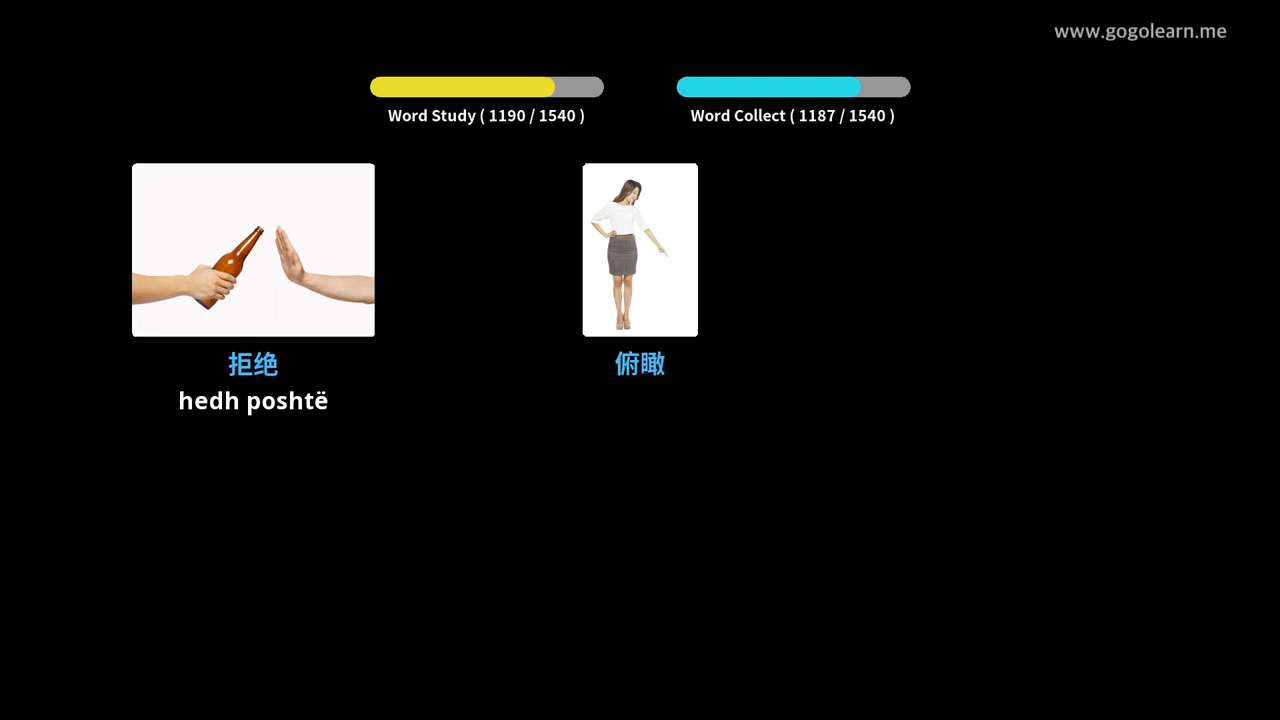 www.gogolearn.me
Word Study ( 1190 / 1540 )
Word Collect ( 1187 / 1540 )
拒绝
俯瞰
hedh poshtë